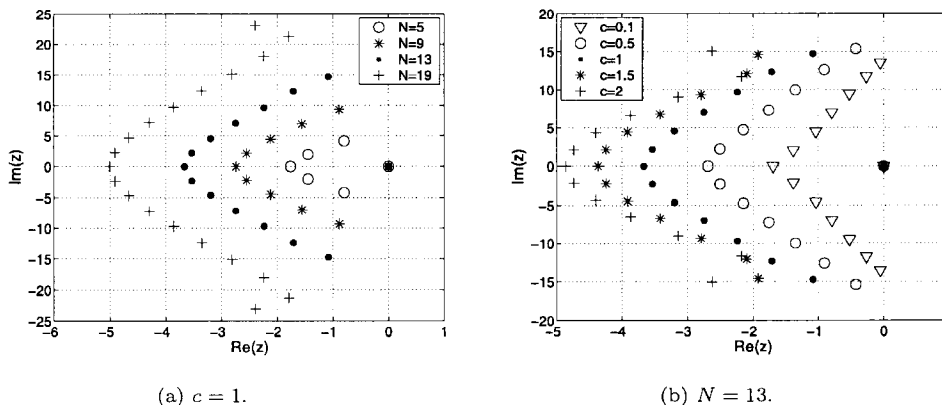 25
20
15
10
5
0
−5
−10
−15
−20
−25
Im(z)
−6
−5
−4
−3
−2
−1
0
1
Re(z)
N=5
N=9
N=13
N=19
(a) c = 1.
20
15
10
5
0
−5
−10
−15
−20
Im(z)
−5
−4
−3
−2
−1
0
1
Re(z)
c=0.1
c=0.5
c=1
c=1.5
c=2
(b) N = 13.